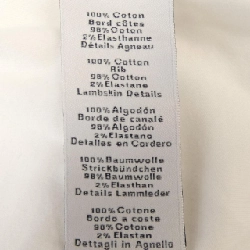 100% Coton
Bord côtes
98% Coton
2% Elasthanne
Détails Agneau
100% Cotton
Rib
98% Cotton
2% Elastane
Lambskin Details
100% Algodón
Borde de canalé
98% Algodón
2% Elastano
Detalles en Cordero
100% Baumwolle
Strickbündchen
98% Baumwolle
2% Elasthan
Details Lammleder
100% Cotone
Bordo a coste
98% Cotone
2% Elastan
Dettagli in Agnello